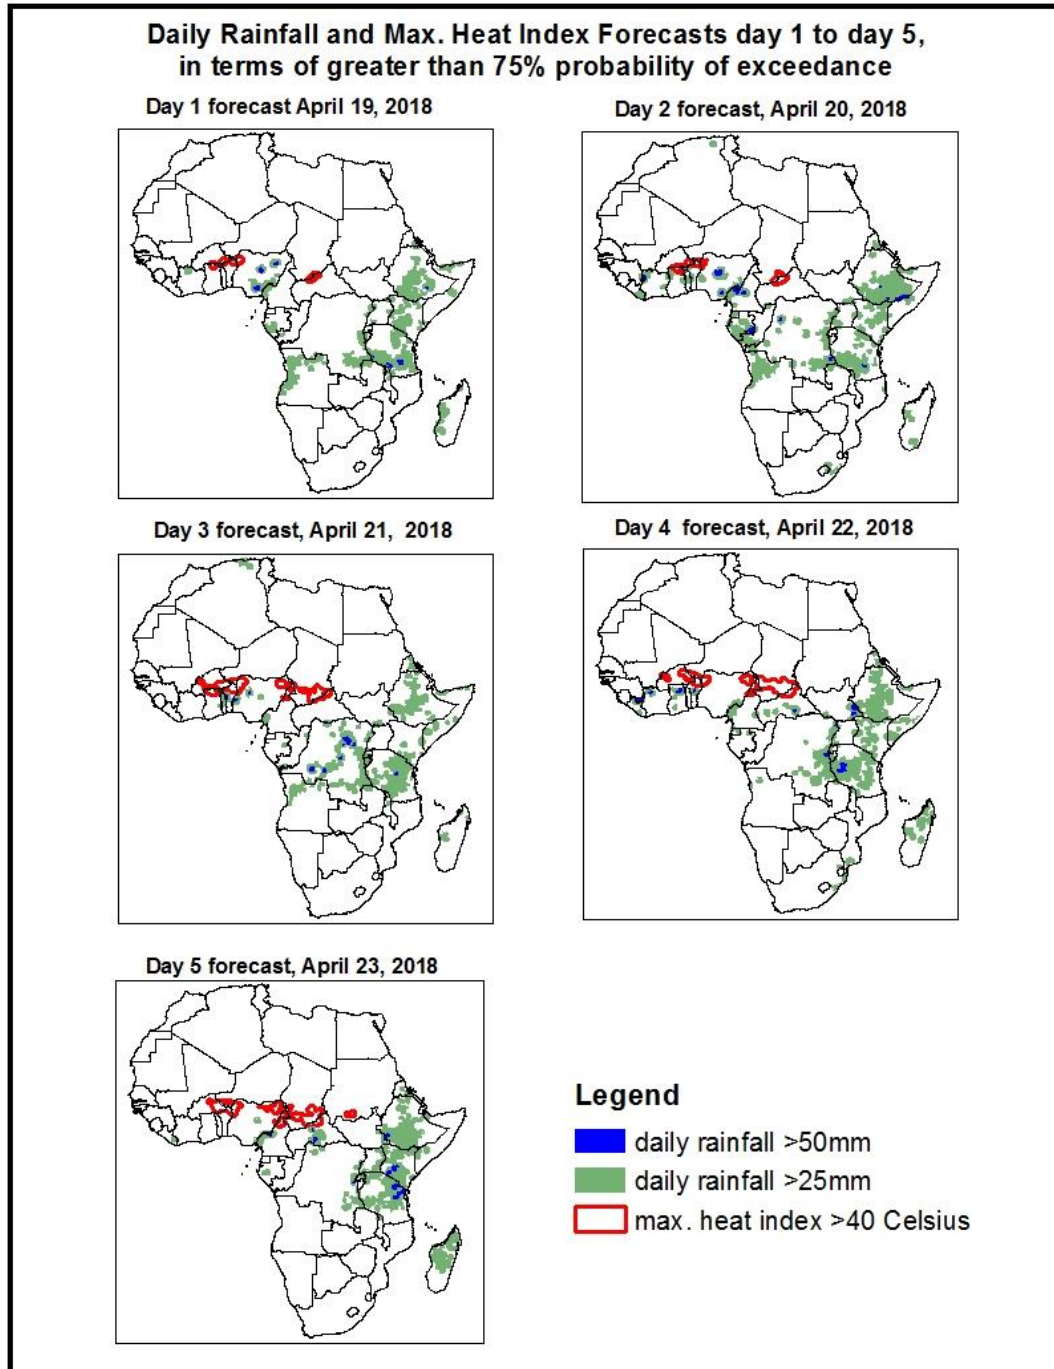 Daily Rainfall and Max. Heat Index Forecasts day 1 to day 5,
in terms of greater than 75% probability of exceedance
Day 1 forecast April 19, 2018
Day 2 forecast, April 20, 2018
Day 3 forecast, April 21, 2018
Day 4 forecast, April 22, 2018
Day 5 forecast, April 23, 2018
Legend
daily rainfall >50mm
daily rainfall >25mm
max. heat index >40 Celsius